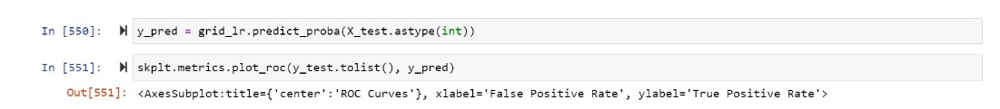 In [550]: y_pred = grid_lr.predict_proba(X_test.astype(int))
In [551]: skplt.metrics.plot_roc(y_test.tolist(), y_pred)
Out[551]: <AxesSubplot:title={'center':'ROC Curves'}, xlabel='False Positive Rate', ylabel='True Positive Rate'>